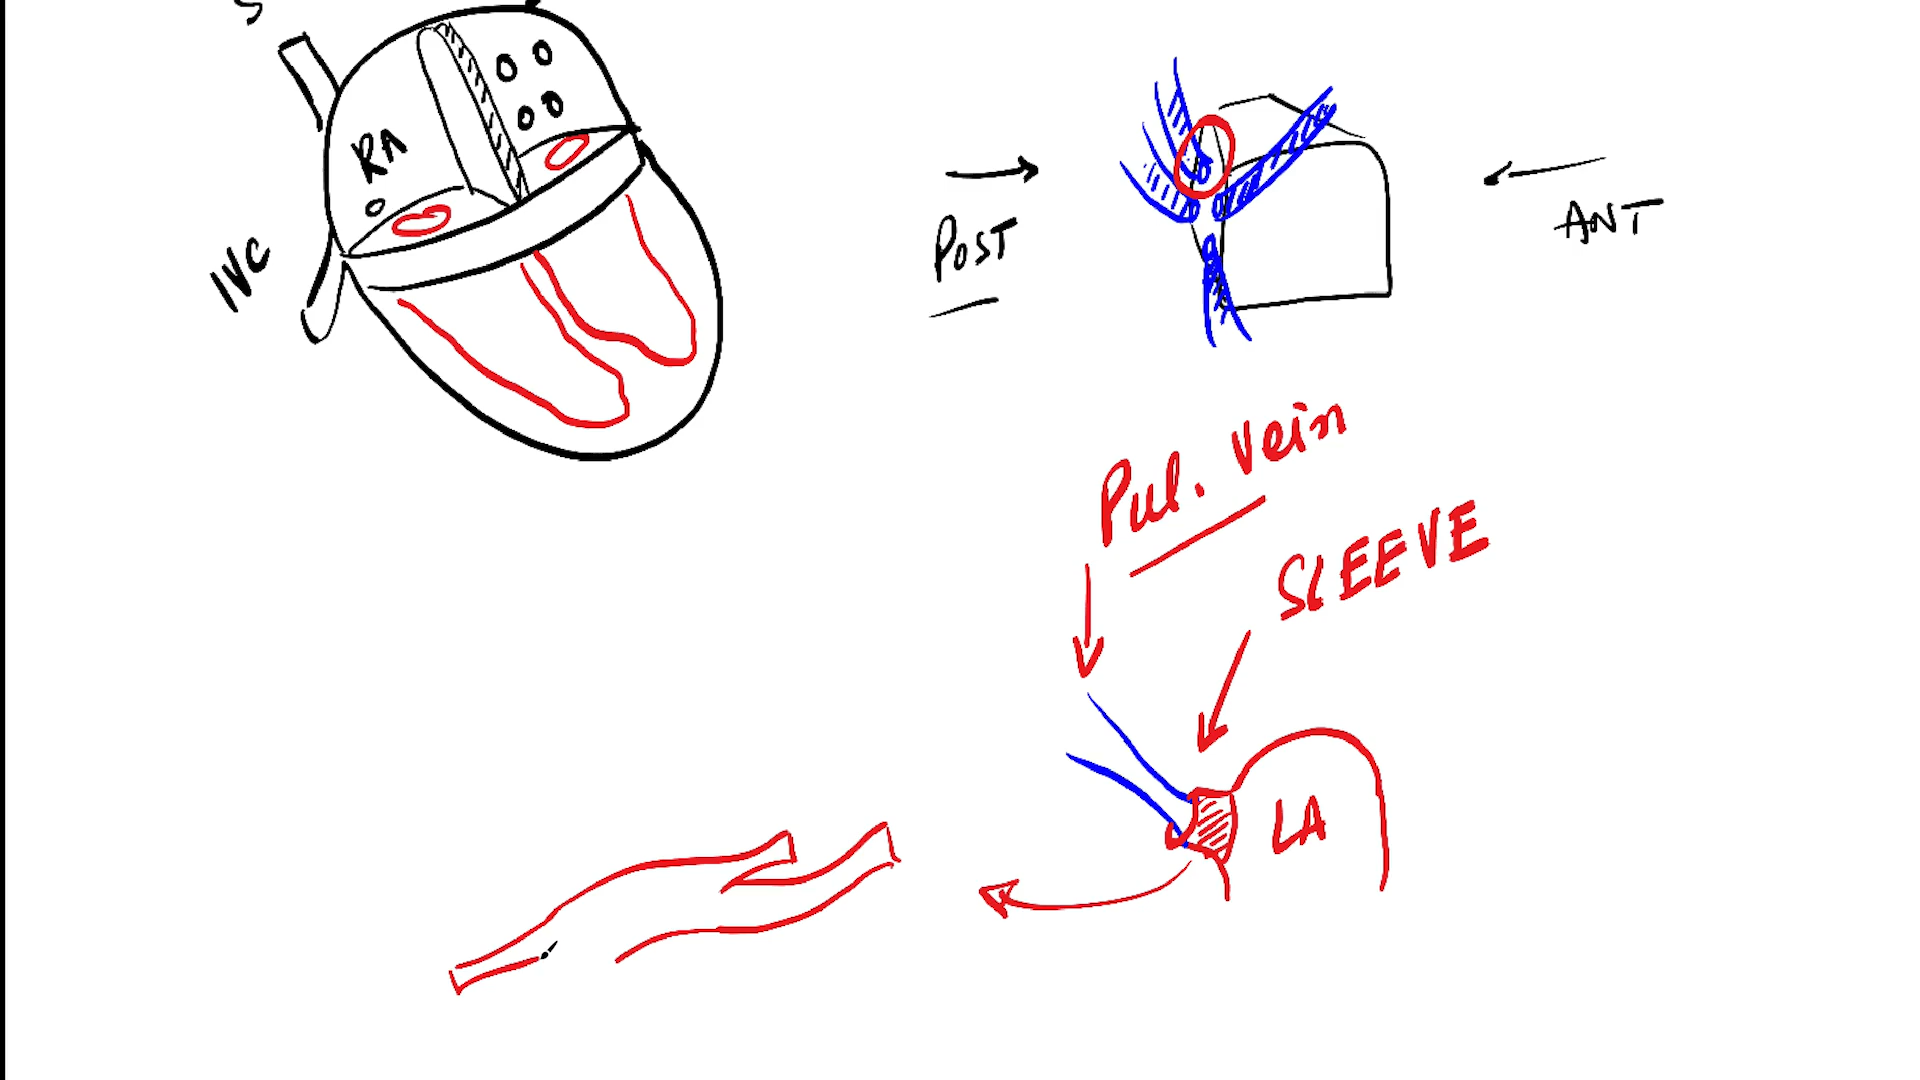 S
RA
IVC
POST
ANT
Pul. Vein
SLEEVE
LA